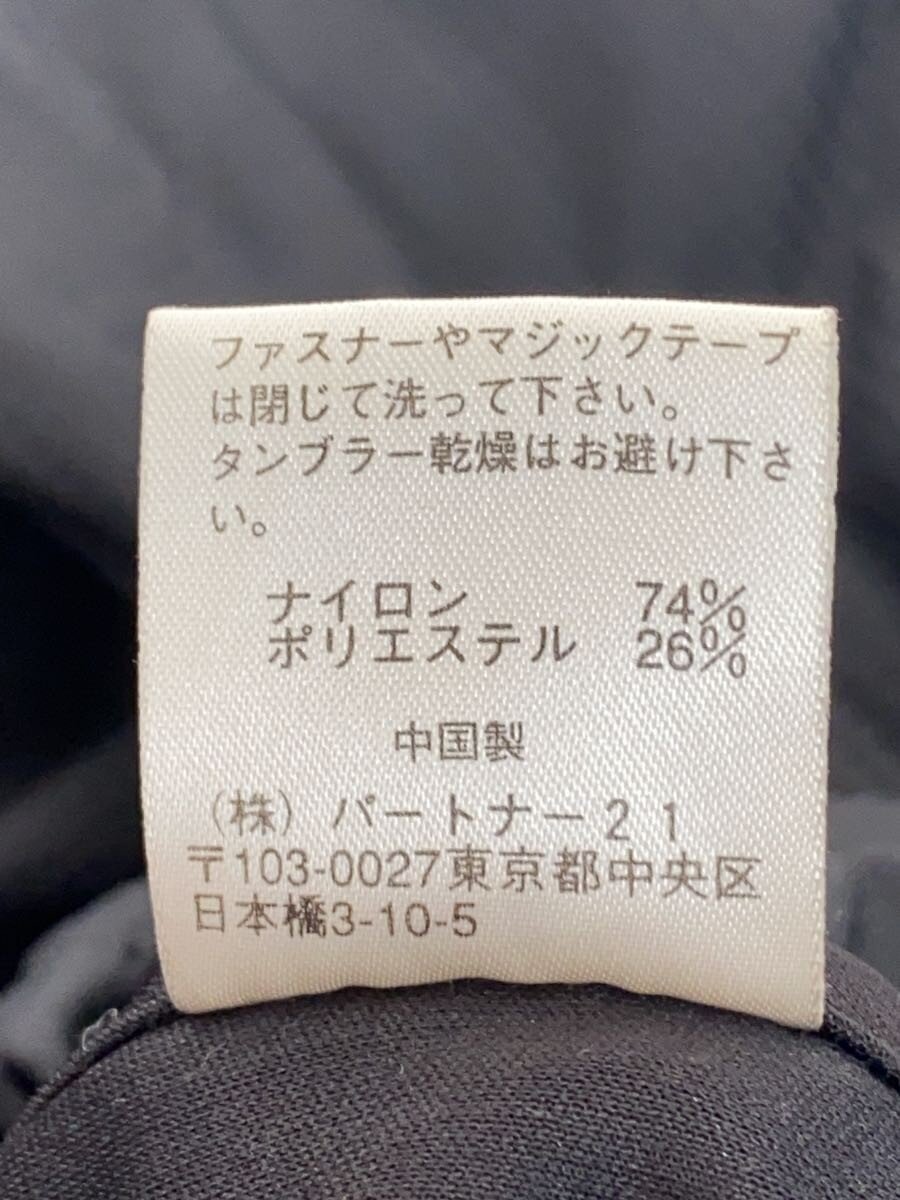 ファスナーやマジックテープ
は閉じて洗って下さい。
タンブラー乾燥はお避け下さ
い。
ナイロン 74%
ポリエステル 26%
中国製
（株）パートナー２１
〒103-0027東京都中央区
日本橋3-10-5